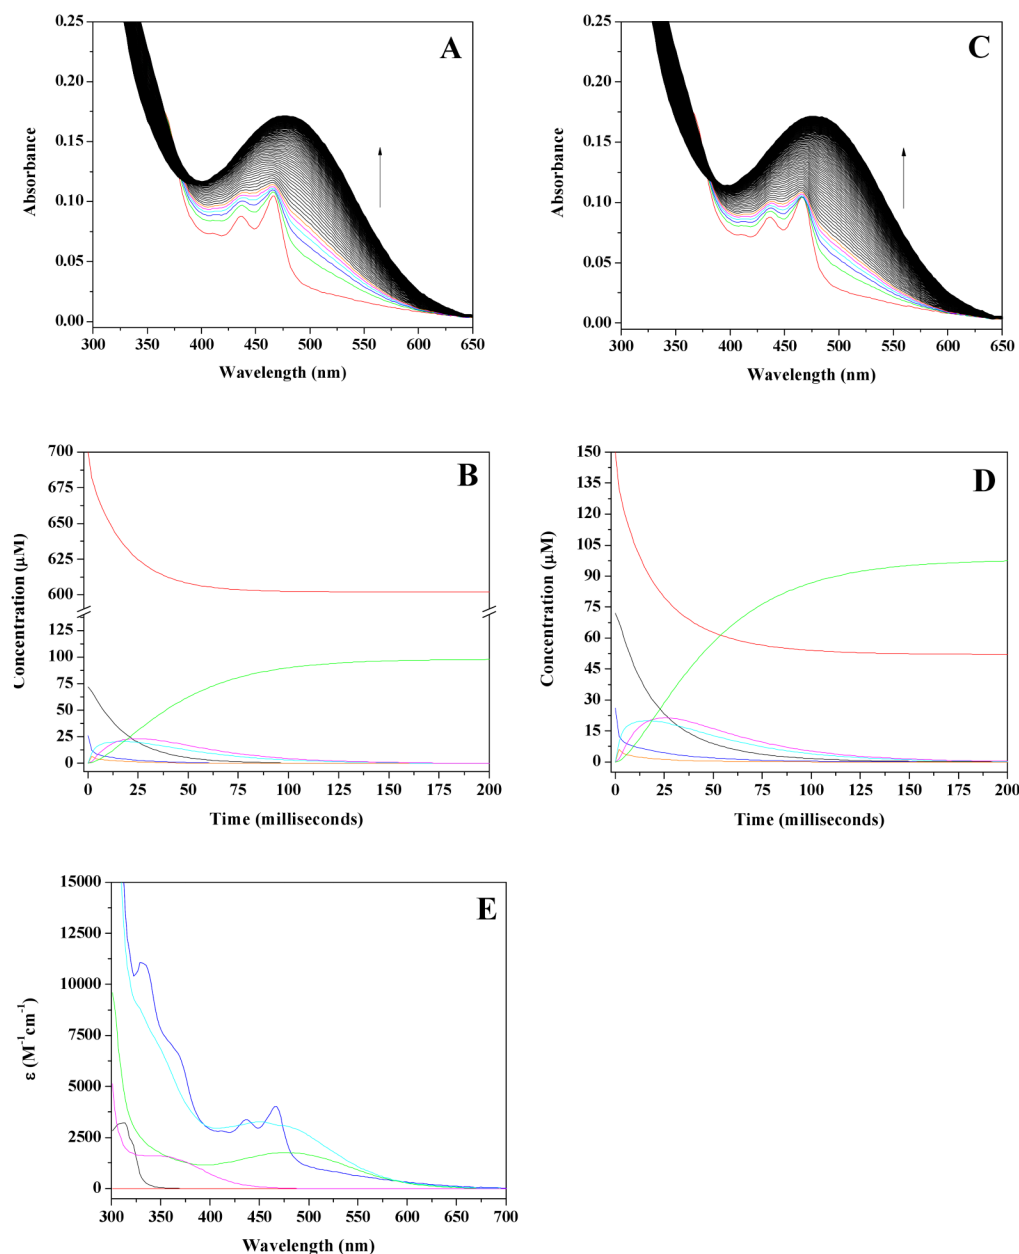 A
0.25
0.20
0.15
0.10
0.05
0.00
Absorbance
300 350 400 450 500 550 600 650
Wavelength (nm)
C
0.25
0.20
0.15
0.10
0.05
0.00
Absorbance
300 350 400 450 500 550 600 650
Wavelength (nm)
B
700
675
650
625
600
125
100
75
50
25
0
Concentration (μM)
0 25 50 75 100 125 150 175 200
Time (milliseconds)
D
150
135
120
105
90
75
60
45
30
15
0
Concentration (μM)
0 25 50 75 100 125 150 175 200
Time (milliseconds)
E
15000
12500
10000
7500
5000
2500
0
ε (M⁻¹cm⁻¹)
300 350 400 450 500 550 600 650 700
Wavelength (nm)